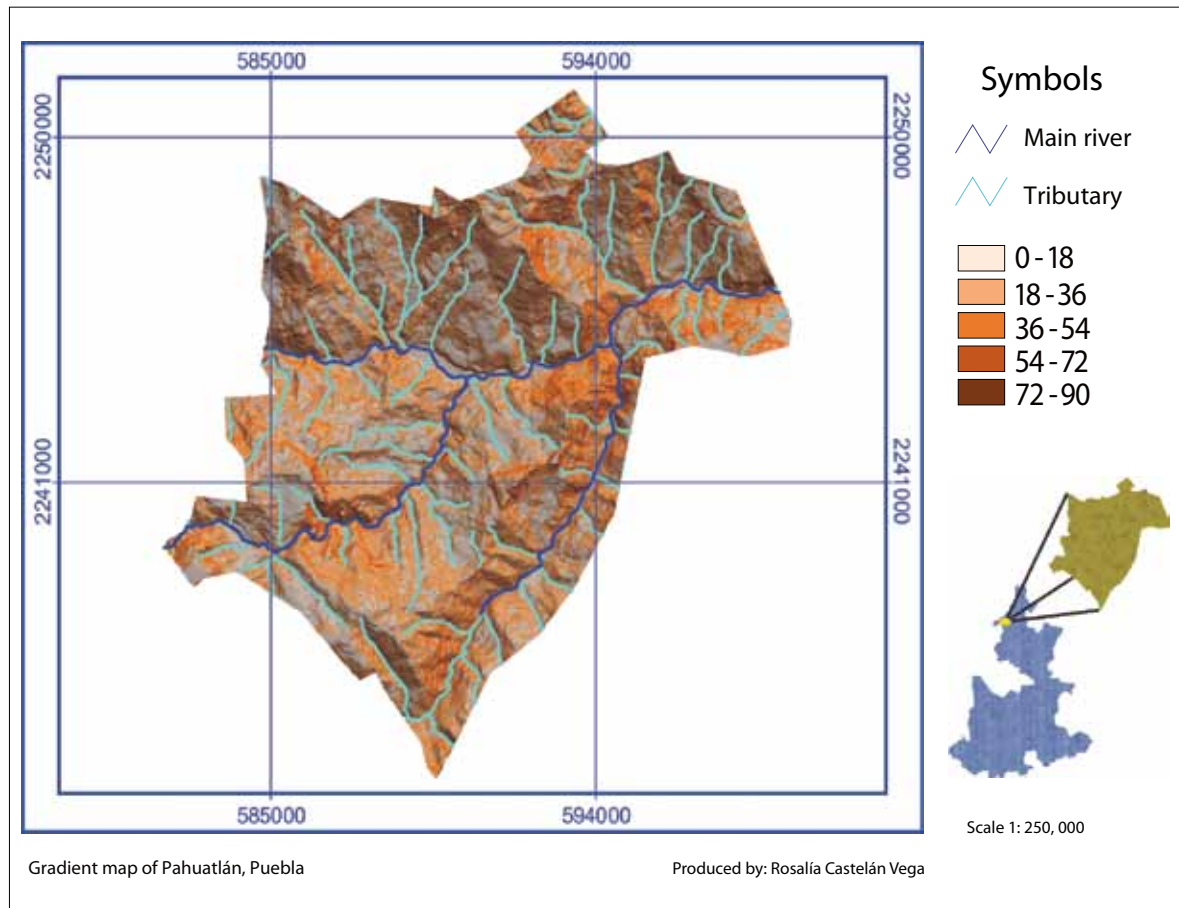 585000 594000
2250000 2250000
2241000 2241000
585000 594000
Symbols
Main river
Tributary
0 - 18
18 - 36
36 - 54
54 - 72
72 - 90
Scale 1: 250, 000
Gradient map of Pahuatlán, Puebla
Produced by: Rosalía Castelán Vega